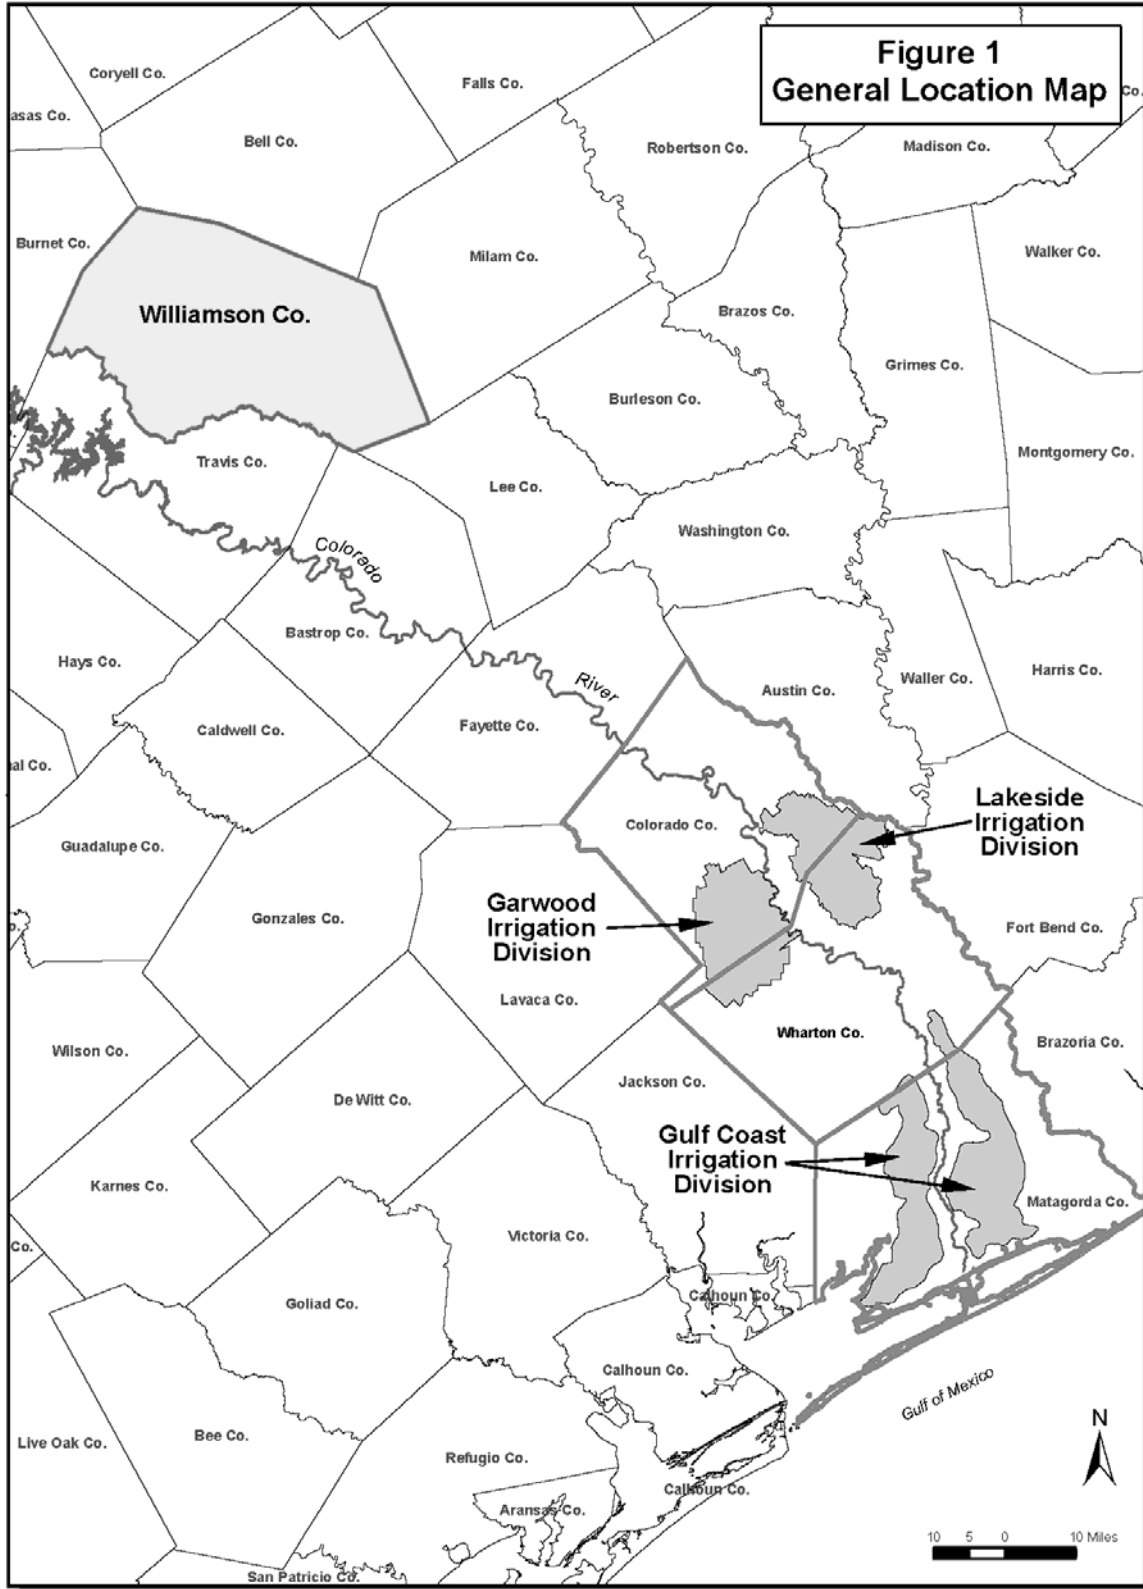 Figure 1
General Location Map
Co.
Coryell Co.
Falls Co.
asas Co.
Bell Co.
Robertson Co.
Madison Co.
Burnet Co.
Milam Co.
Walker Co.
Williamson Co.
Brazos Co.
Grimes Co.
Burleson Co.
Travis Co.
Montgomery Co.
Lee Co.
Washington Co.
Colorado
Bastrop Co.
Hays Co.
River
Austin Co.
Waller Co.
Harris Co.
Caldwell Co.
Fayette Co.
al Co.
Lakeside
Irrigation
Division
Colorado Co.
Guadalupe Co.
Garwood
Irrigation
Division
Gonzales Co.
Fort Bend Co.
Lavaca Co.
Wharton Co.
Brazoria Co.
Wilson Co.
Jackson Co.
De Witt Co.
Gulf Coast
Irrigation
Division
Karnes Co.
Matagorda Co.
Victoria Co.
Co.
Calhoun Co.
Goliad Co.
Calhoun Co.
Gulf of Mexico
Bee Co.
Live Oak Co.
Refugio Co.
N
Calhoun Co.
Aransas Co.
10 5 0 10 Miles
San Patricio Co.